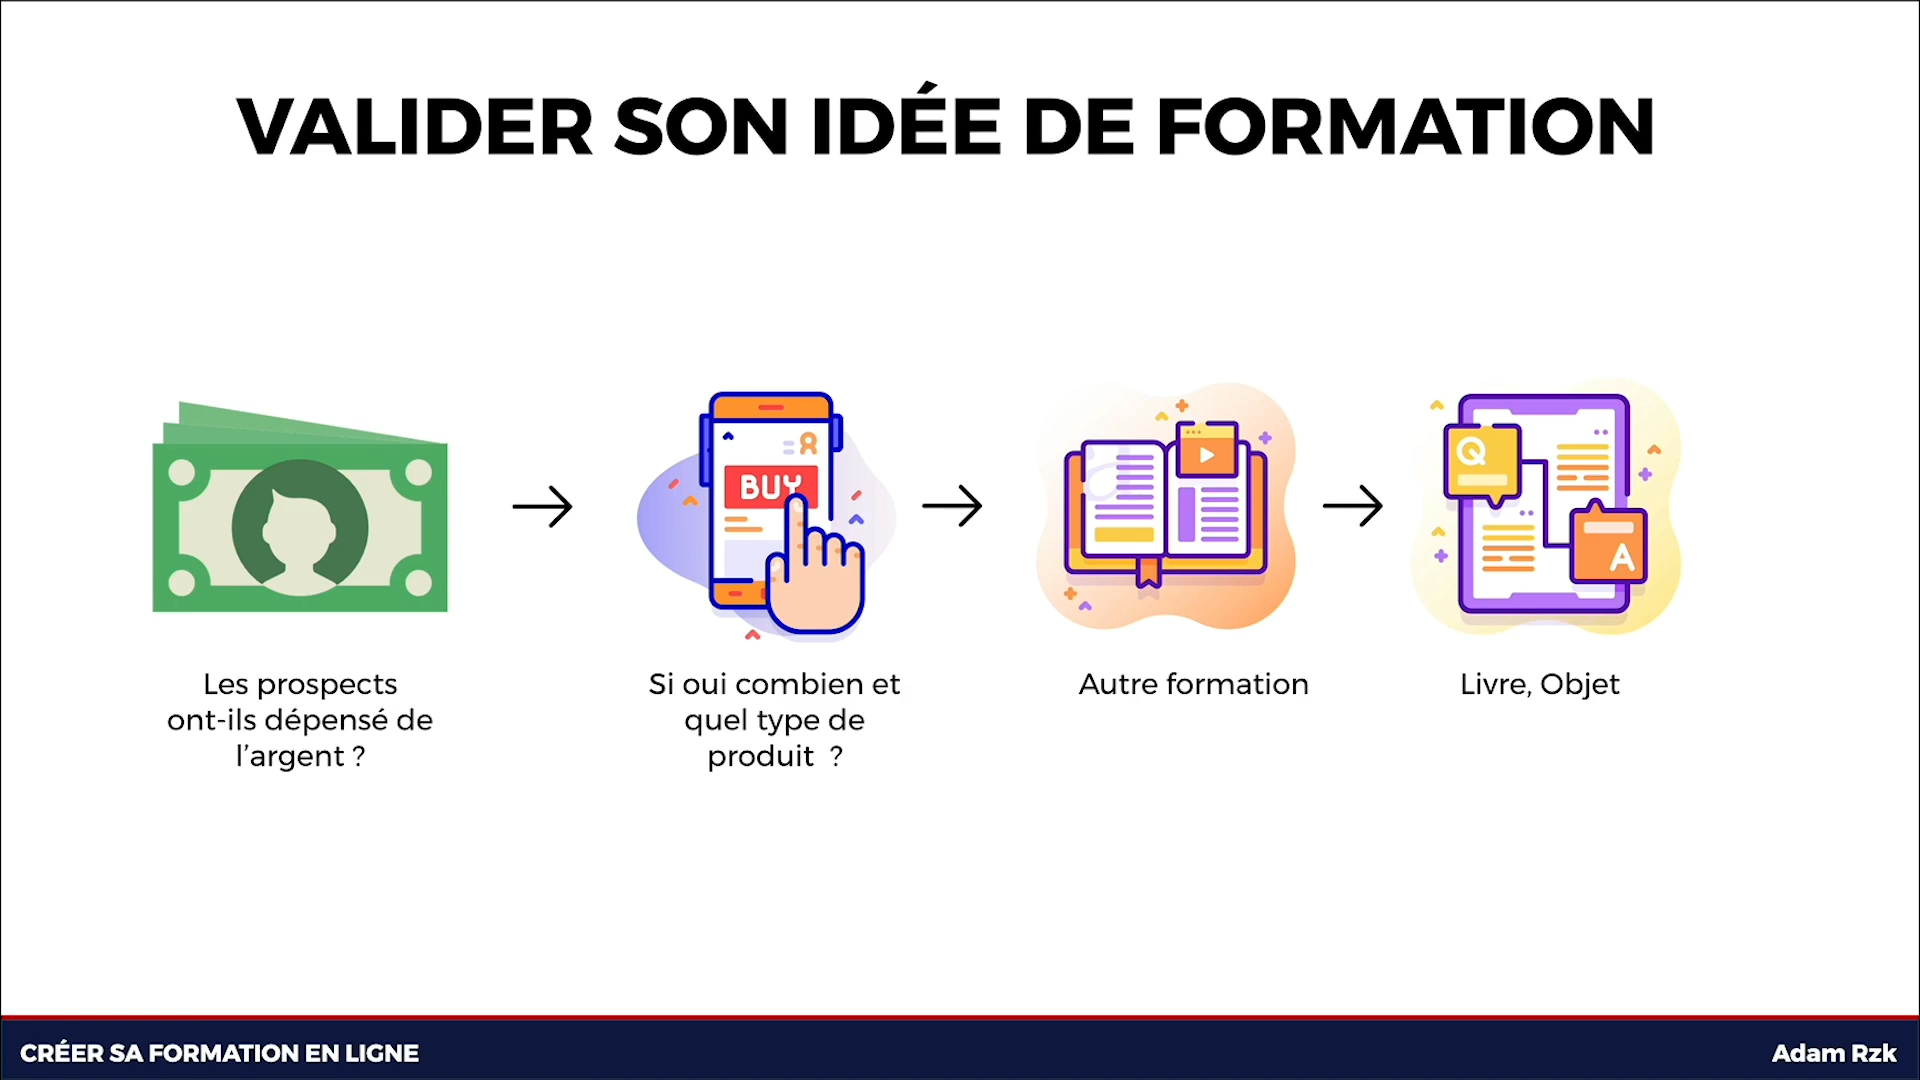 VALIDER SON IDÉE DE FORMATION
BUY
Q
A
Les prospects
ont-ils dépensé de
l'argent ?
Si oui combien et
quel type de
produit  ?
Autre formation
Livre, Objet
CRÉER SA FORMATION EN LIGNE
Adam Rzk